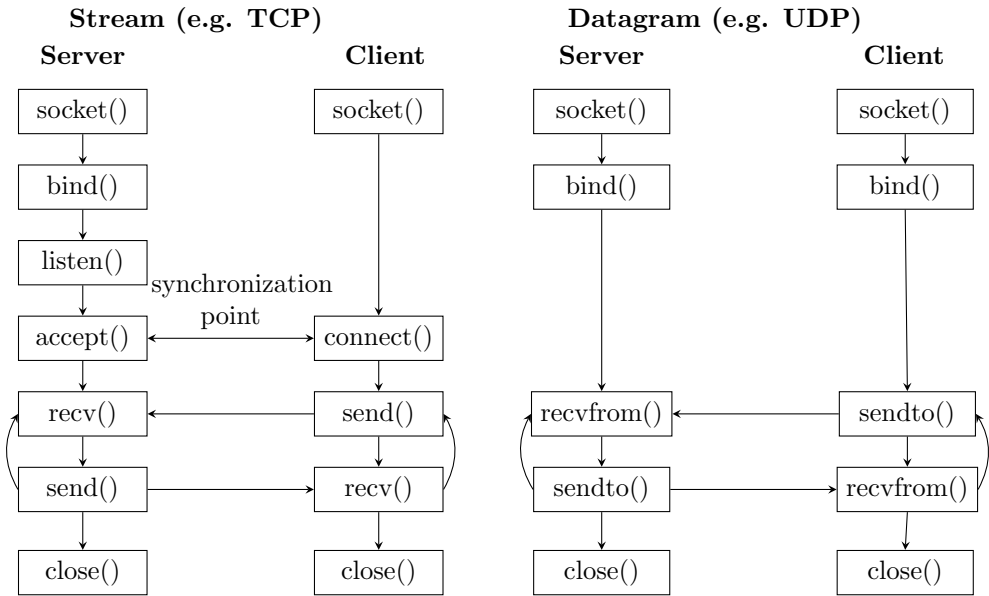 Stream (e.g. TCP)
Server
Client
socket()
socket()
bind()
listen()
synchronization
point
accept()
connect()
recv()
send()
send()
recv()
close()
close()
Datagram (e.g. UDP)
Server
Client
socket()
socket()
bind()
bind()
recvfrom()
sendto()
sendto()
recvfrom()
close()
close()